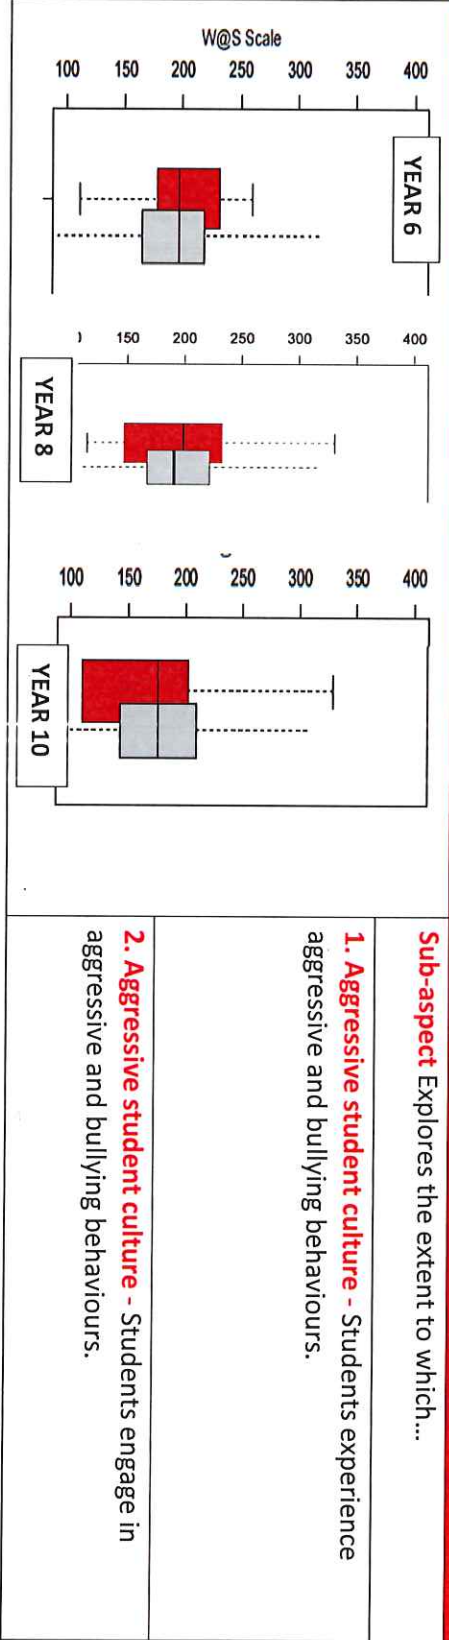 Sub-aspect Explores the extent to which...
1. Aggressive student culture - Students experience
aggressive and bullying behaviours.
2. Aggressive student culture - Students engage in
aggressive and bullying behaviours.
W@S Scale
100 150 200 250 300 350 400
YEAR 6
150 200 250 300 350 400
YEAR 8
100 150 200 250 300 350 400
YEAR 10